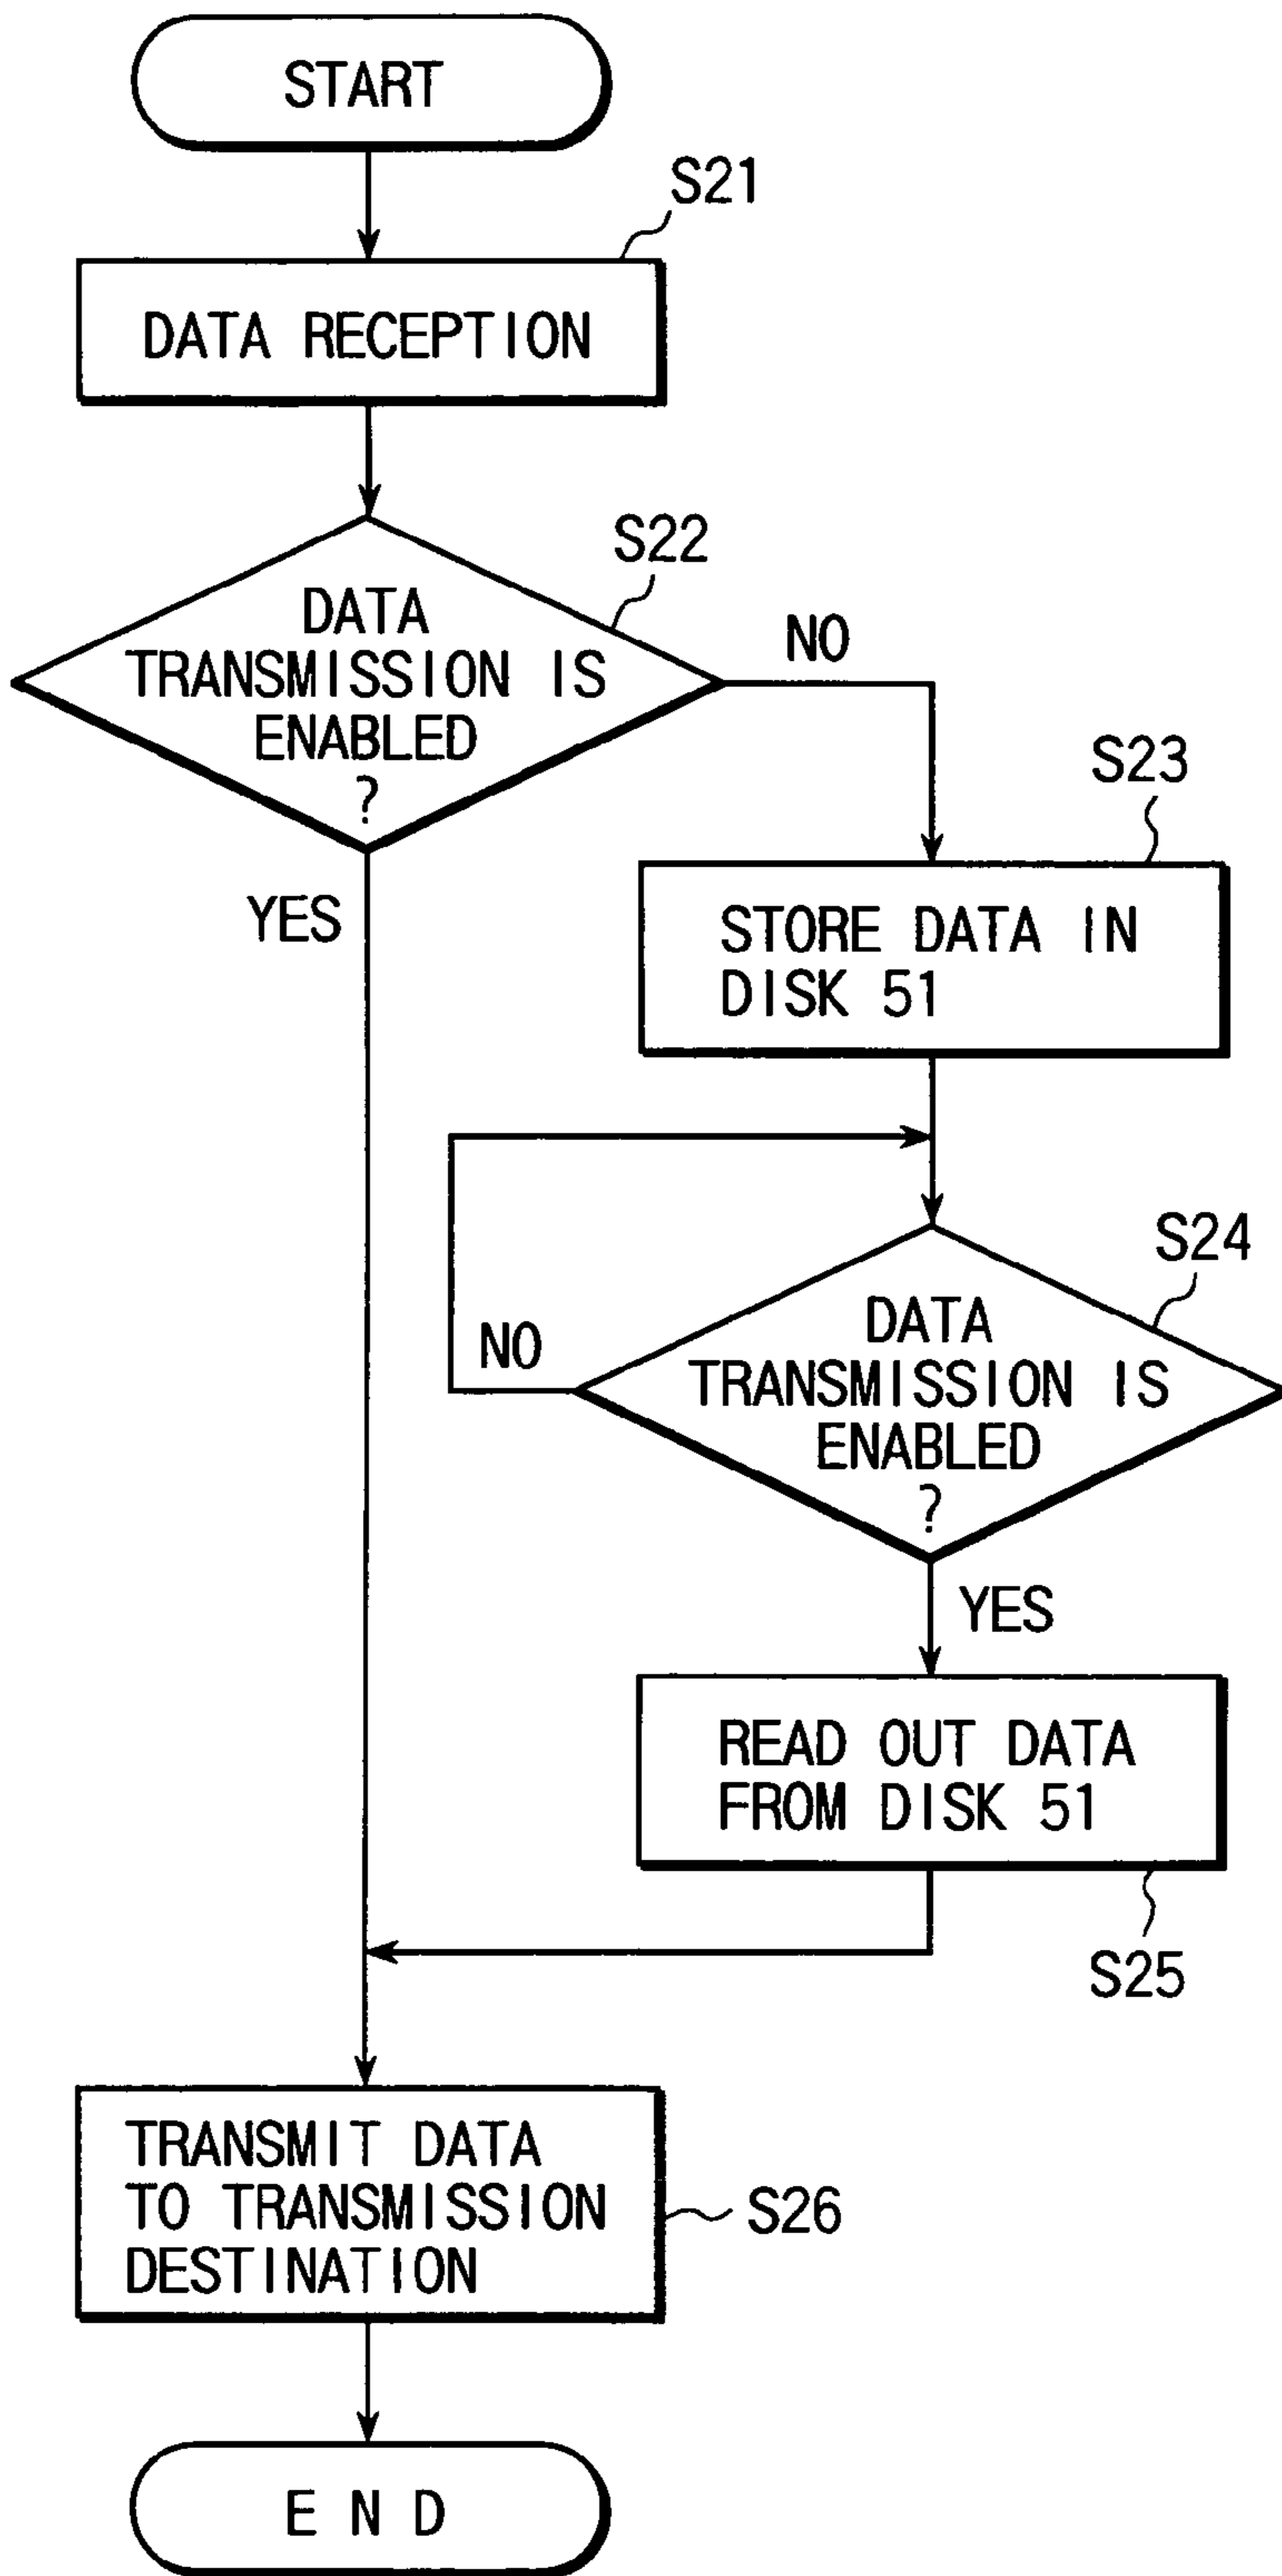 START
S21
DATA RECEPTION
S22
DATA
TRANSMISSION IS
ENABLED
?
NO
YES
S23
STORE DATA IN
DISK 51
S24
DATA
TRANSMISSION IS
ENABLED
?
NO
YES
READ OUT DATA
FROM DISK 51
S25
TRANSMIT DATA
TO TRANSMISSION
DESTINATION
S26
END